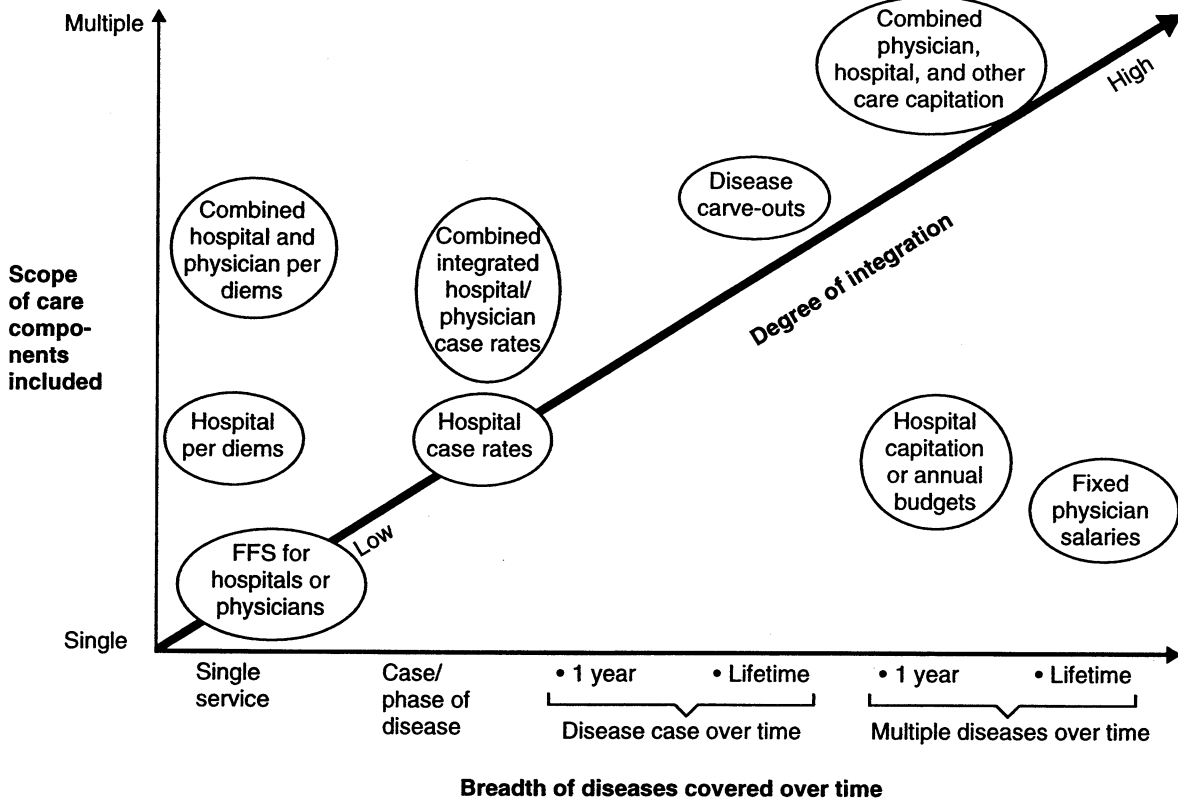 Multiple
Combined
physician,
hospital, and other
care capitation
High
Disease
carve-outs
Combined
hospital and
physician per
diems
Combined
integrated
hospital/
physician
case rates
Degree of integration
Scope
of care
compo-
nents
included
Hospital
per diems
Hospital
case rates
Hospital
capitation
or annual
budgets
Fixed
physician
salaries
Low
FFS for
hospitals or
physicians
Single
Single
service
Case/
phase of
disease
• 1 year
• Lifetime
Disease case over time
• 1 year
• Lifetime
Multiple diseases over time
Breadth of diseases covered over time